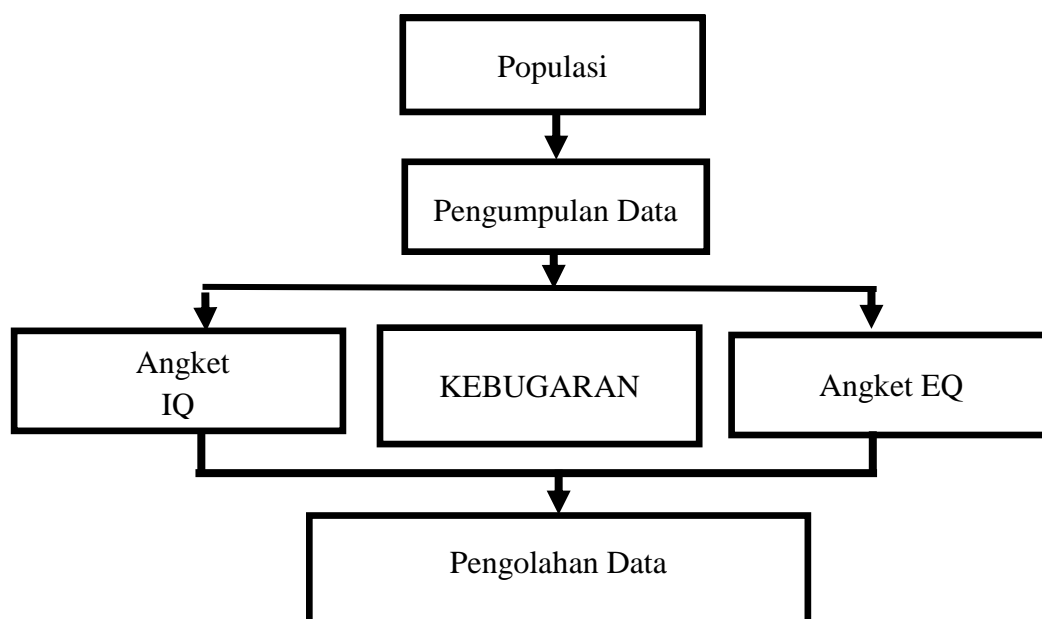 Populasi
Pengumpulan Data
Angket
IQ
KEBUGARAN
Angket EQ
Pengolahan Data